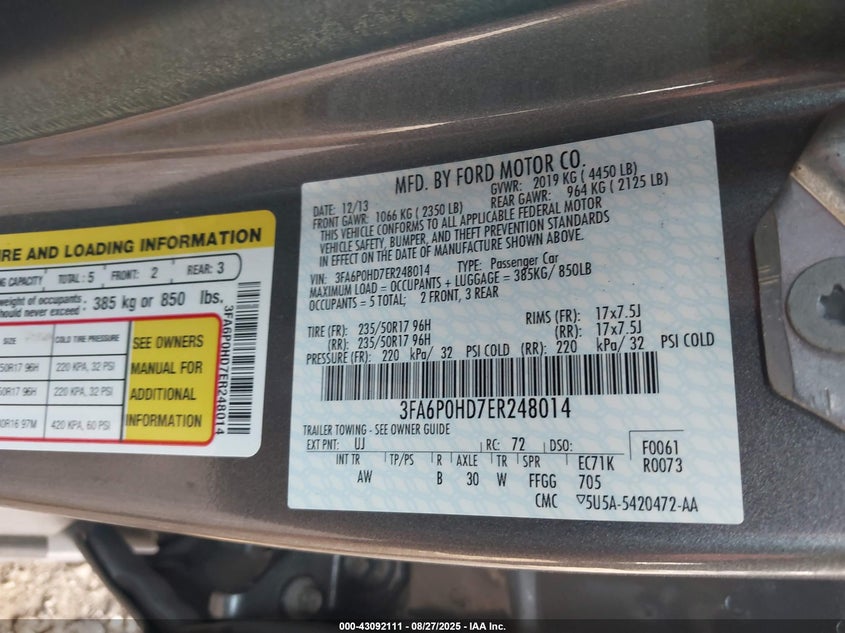 IRE AND LOADING INFORMATION
NG CAPACITY TOTAL: 5 FRONT: 2 REAR: 3
weight of occupants
hould never exceed: 385 kg or 850 lbs.
SIZE COLD TIRE PRESSURE
50R17 96H 220 KPA, 32 PSI
50R17 96H 220 KPA, 32 PSI
0R16 97M 420 KPA, 60 PSI
SEE OWNERS
MANUAL FOR
ADDITIONAL
INFORMATION
3FA6P0HD7ER248014
MFD. BY FORD MOTOR CO.
DATE: 12/13 GVWR: 2019 KG ( 4450 LB)
FRONT GAWR: 1066 KG ( 2350 LB) REAR GAWR: 964 KG ( 2125 LB)
THIS VEHICLE CONFORMS TO ALL APPLICABLE FEDERAL MOTOR
VEHICLE SAFETY, BUMPER, AND THEFT PREVENTION STANDARDS
IN EFFECT ON THE DATE OF MANUFACTURE SHOWN ABOVE.
VIN: 3FA6P0HD7ER248014 TYPE: Passenger Car
MAXIMUM LOAD = OCCUPANTS + LUGGAGE = 385KG/ 850LB
OCCUPANTS = 5 TOTAL; 2 FRONT, 3 REAR
TIRE (FR): 235/50R17 96H RIMS (FR): 17x7.5J
(RR): 235/50R17 96H (RR): 17x7.5J
PRESSURE (FR): 220 kPa/ 32 PSI COLD (RR): 220 kPa/ 32 PSI COLD
3FA6P0HD7ER248014
TRAILER TOWING - SEE OWNER GUIDE
EXT PNT: UJ RC: 72 DSO: F0061
R0073
INT TR TP/PS R AXLE TR SPR EC71K
AW B 30 W FFGG 705
CMC ▽5U5A-5420472-AA
000-43092111 - 08/27/2025 - IAA Inc.